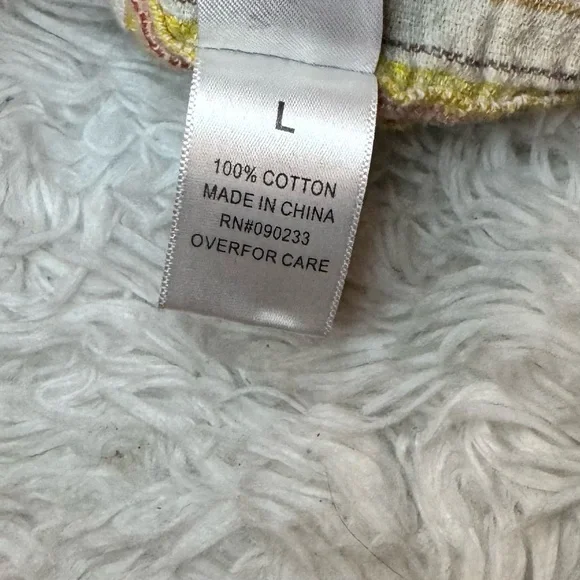 L
100% COTTON
MADE IN CHINA
RN#090233
OVERFOR CARE